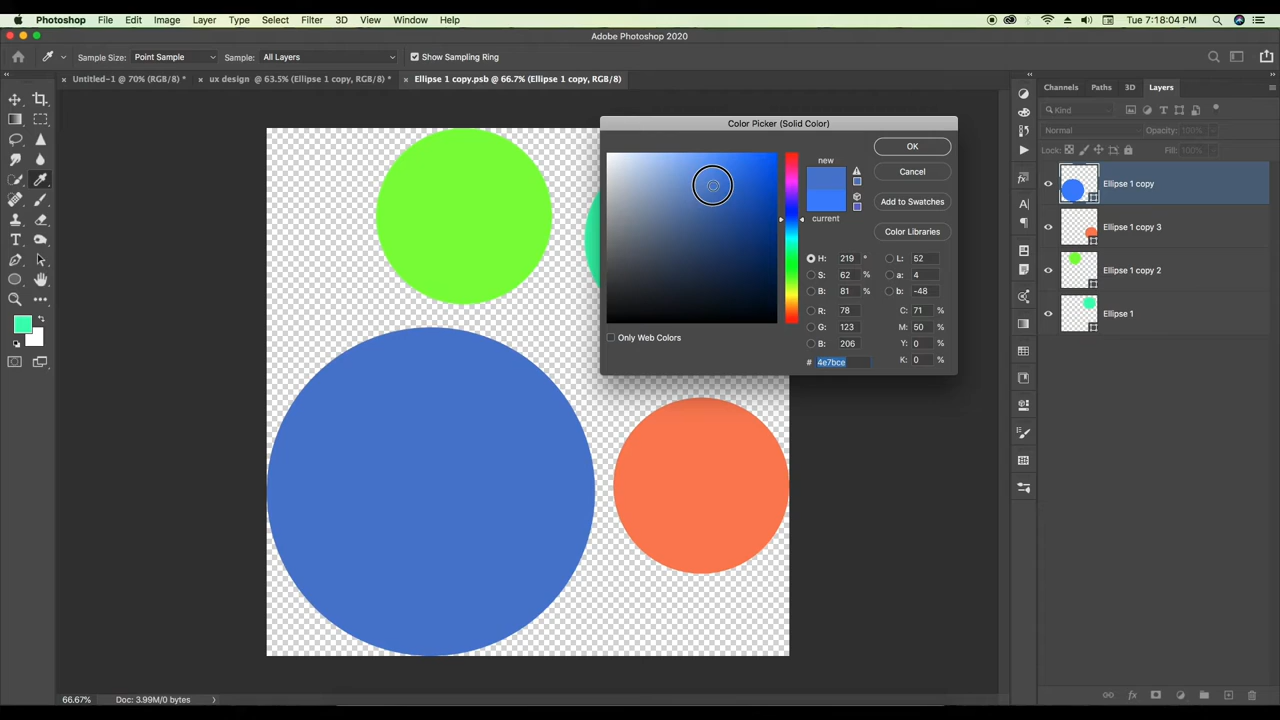 Photoshop File Edit Image Layer Type Select Filter 3D View Window Help Tue 7:18:04 PM
Adobe Photoshop 2020
Sample Size: Point Sample Sample: All Layers Show Sampling Ring
Untitled-1 @ 70% (RGB/8) * ux design @ 63.5% (Ellipse 1 copy, RGB/8) * Ellipse 1 copy.psb @ 66.7% (Ellipse 1 copy, RGB/8)
Channels Paths 3D Layers
Kind
Normal Opacity: 100%
Lock: Fill: 100%
Ellipse 1 copy
Ellipse 1 copy 3
Ellipse 1 copy 2
Ellipse 1
Color Picker (Solid Color)
new
current
OK
Cancel
Add to Swatches
Color Libraries
H: 219 ° L: 52
S: 62 % a: 4
B: 81 % b: -48
R: 78 C: 71 %
G: 123 M: 50 %
B: 206 Y: 0 %
# 4e7bce K: 0 %
Only Web Colors
66.67% Doc: 3.99M/0 bytes